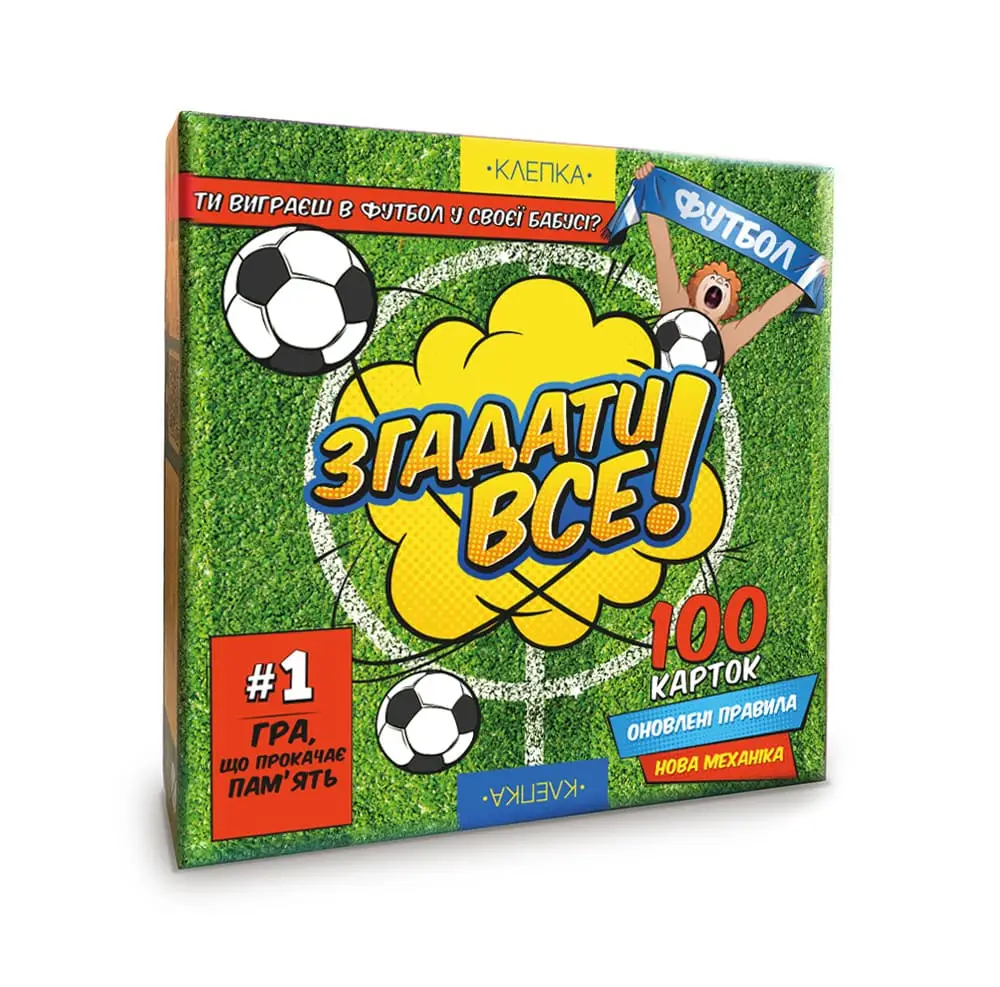 ·КЛЕПКА·
ТИ ВИГРАЄШ В ФУТБОЛ У СВОЄЇ БАБУСІ?
ФУТБОЛ
ЗГАДАТИ
ВСЕ!
100
КАРТОК
ОНОВЛЕНІ ПРАВИЛА
НОВА МЕХАНІКА
#1
ГРА,
ЩО ПРОКАЧАЄ
ПАМ'ЯТЬ
·КЛЕПКА·